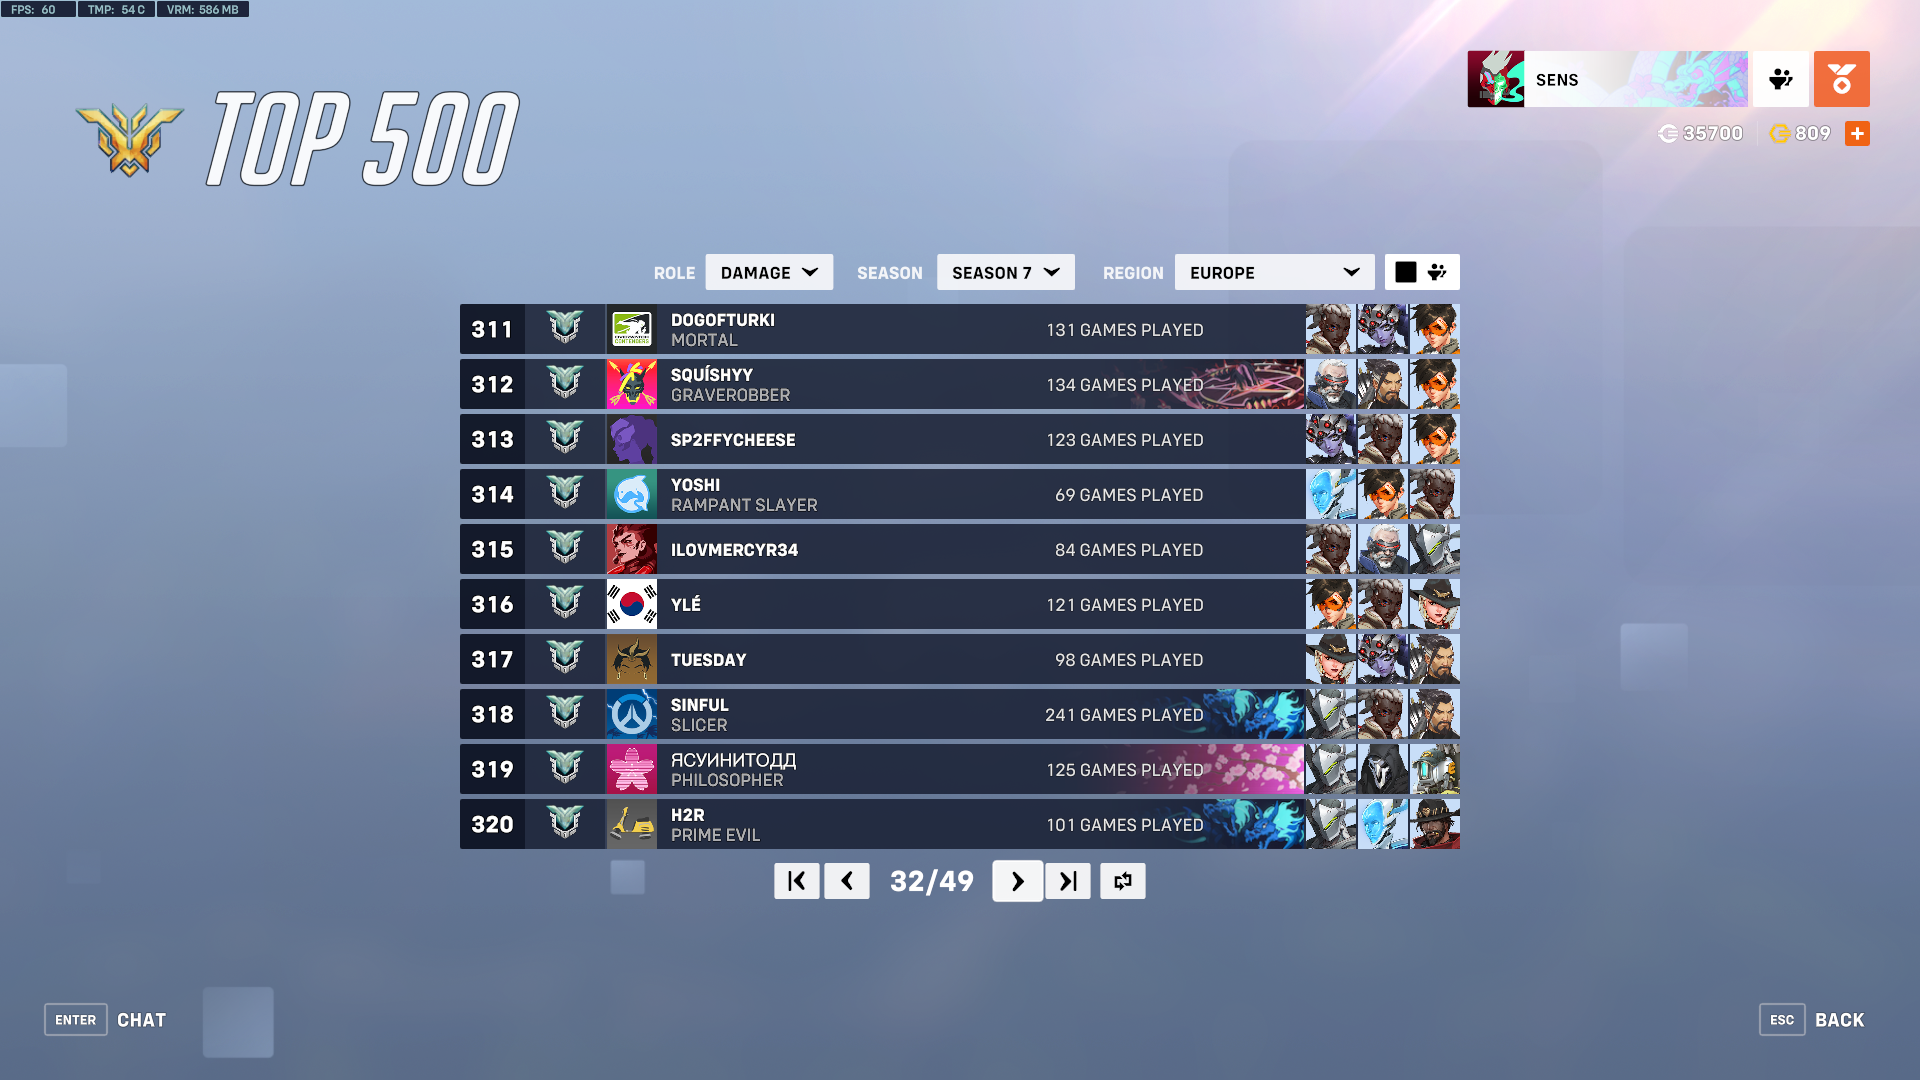 FPS: 60 TMP: 54 C VRM: 586 MB
TOP 500
SENS
35700 809
ROLE DAMAGE SEASON SEASON 7 REGION EUROPE
311 DOGOFTURKI 131 GAMES PLAYED
MORTAL
312 SQUÍSHYY 134 GAMES PLAYED
GRAVEROBBER
313 SP2FFYCHEESE 123 GAMES PLAYED
314 YOSHI 69 GAMES PLAYED
RAMPANT SLAYER
315 ILOVMERCYR34 84 GAMES PLAYED
316 YLÉ 121 GAMES PLAYED
317 TUESDAY 98 GAMES PLAYED
318 SINFUL 241 GAMES PLAYED
SLICER
319 ЯСУИНИТОДД 125 GAMES PLAYED
PHILOSOPHER
320 H2R 101 GAMES PLAYED
PRIME EVIL
32/49
ENTER CHAT
ESC BACK